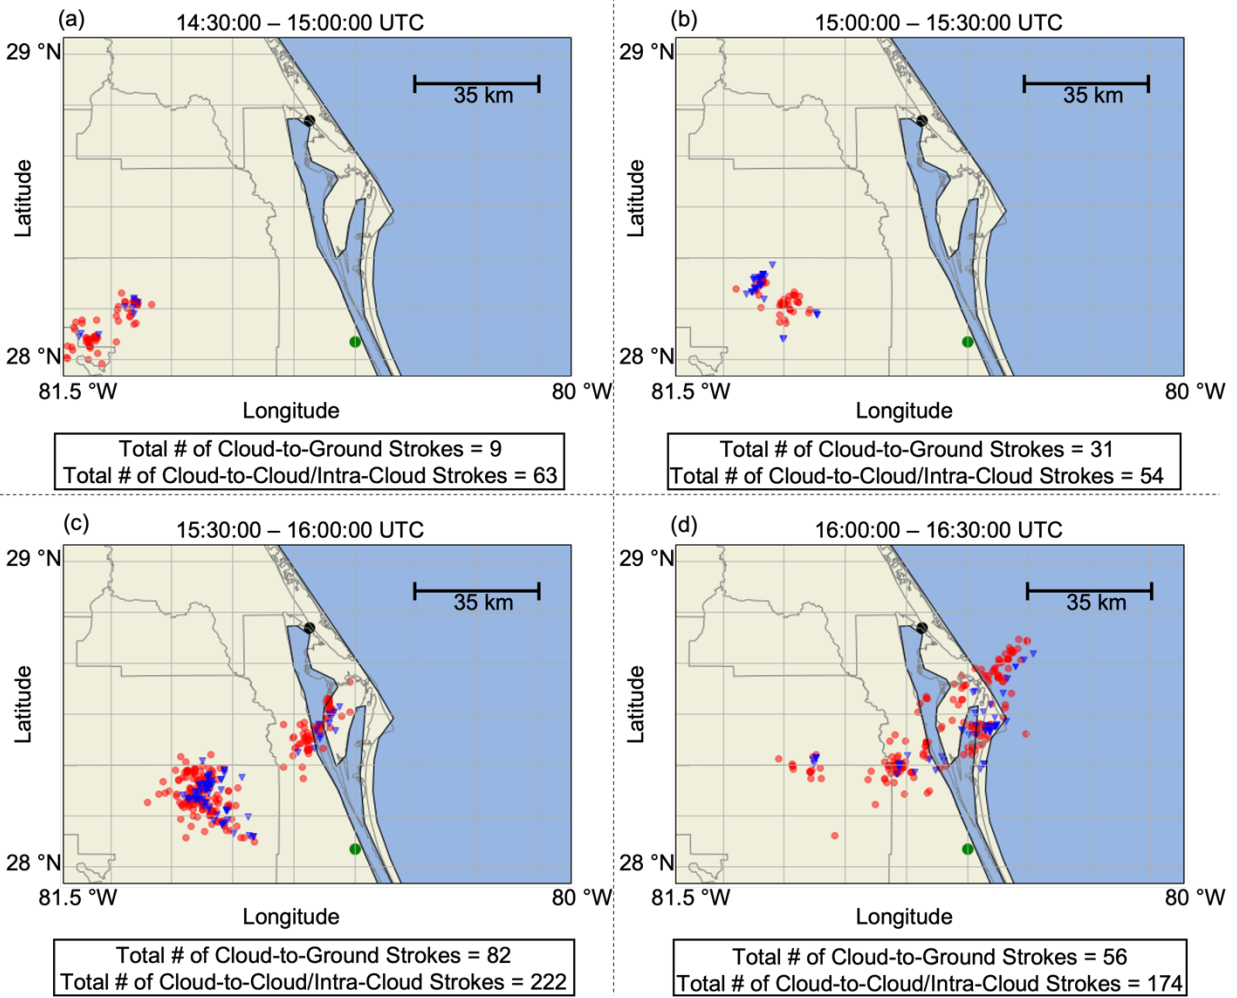 (a)
14:30:00 – 15:00:00 UTC
29 °N
35 km
Latitude
28 °N
81.5 °W
80 °W
Longitude
Total # of Cloud-to-Ground Strokes = 9
Total # of Cloud-to-Cloud/Intra-Cloud Strokes = 63
(b)
15:00:00 – 15:30:00 UTC
29 °N
35 km
Latitude
28 °N
81.5 °W
80 °W
Longitude
Total # of Cloud-to-Ground Strokes = 31
Total # of Cloud-to-Cloud/Intra-Cloud Strokes = 54
(c)
15:30:00 – 16:00:00 UTC
29 °N
35 km
Latitude
28 °N
81.5 °W
80 °W
Longitude
Total # of Cloud-to-Ground Strokes = 82
Total # of Cloud-to-Cloud/Intra-Cloud Strokes = 222
(d)
16:00:00 – 16:30:00 UTC
29 °N
35 km
Latitude
28 °N
81.5 °W
80 °W
Longitude
Total # of Cloud-to-Ground Strokes = 56
Total # of Cloud-to-Cloud/Intra-Cloud Strokes = 174